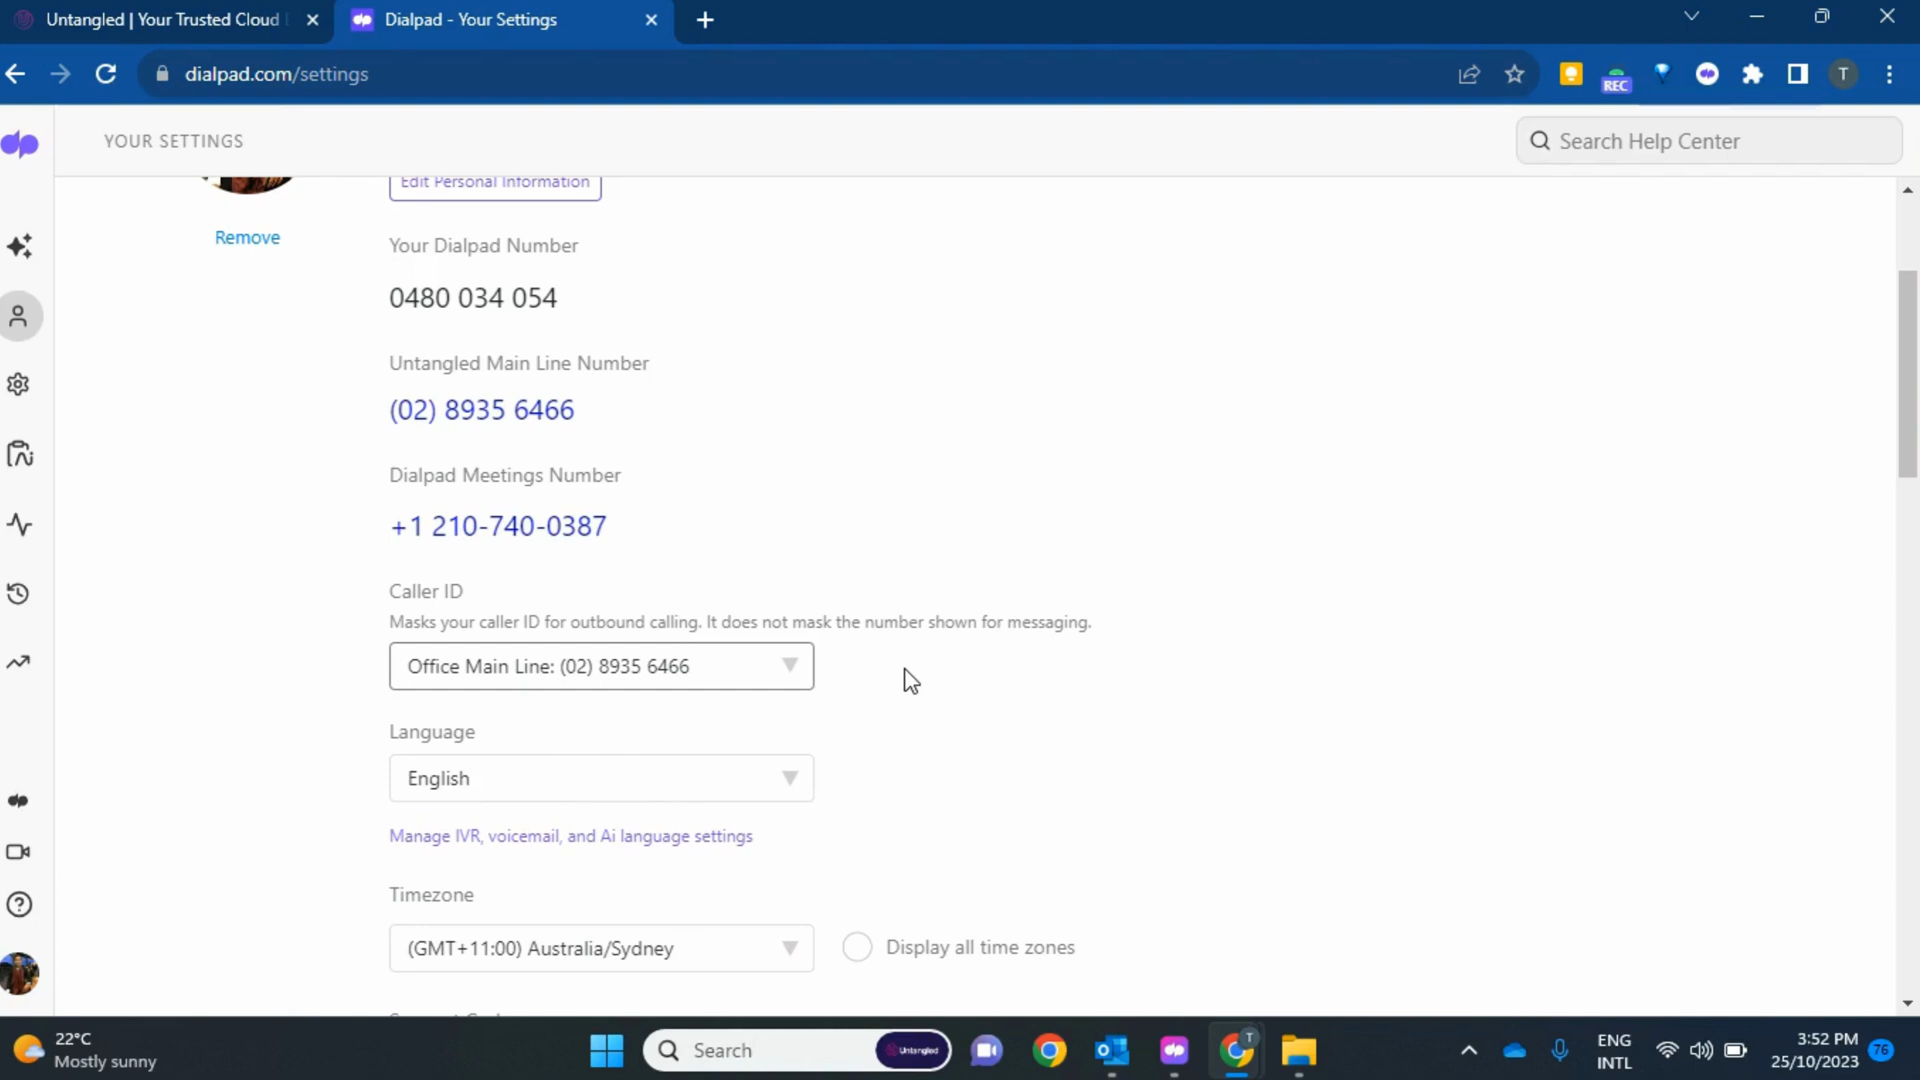 Untangled | Your Trusted Cloud
Dialpad - Your Settings
dialpad.com/settings
REC
T
YOUR SETTINGS
Search Help Center
Edit Personal Information
Remove
Your Dialpad Number
0480 034 054
Untangled Main Line Number
(02) 8935 6466
Dialpad Meetings Number
+1 210-740-0387
Caller ID
Masks your caller ID for outbound calling. It does not mask the number shown for messaging.
Office Main Line: (02) 8935 6466
Language
English
Manage IVR, voicemail, and Ai language settings
Timezone
(GMT+11:00) Australia/Sydney
Display all time zones
22°C
Mostly sunny
Search
Untangled
T
ENG
INTL
3:52 PM
25/10/2023
76